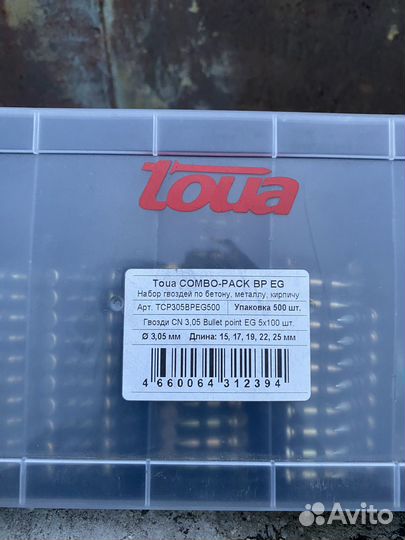 toua
Toua COMBO-PACK BP EG
Набор гвоздей по бетону, металлу, кирпичу
Арт. TCP305BPEG500 Упаковка 500 шт.
Гвозди CN 3,05 Bullet point EG 5x100 шт.
Ø 3,05 мм Длина: 15, 17, 19, 22, 25 мм
4 660064 312394
Avito